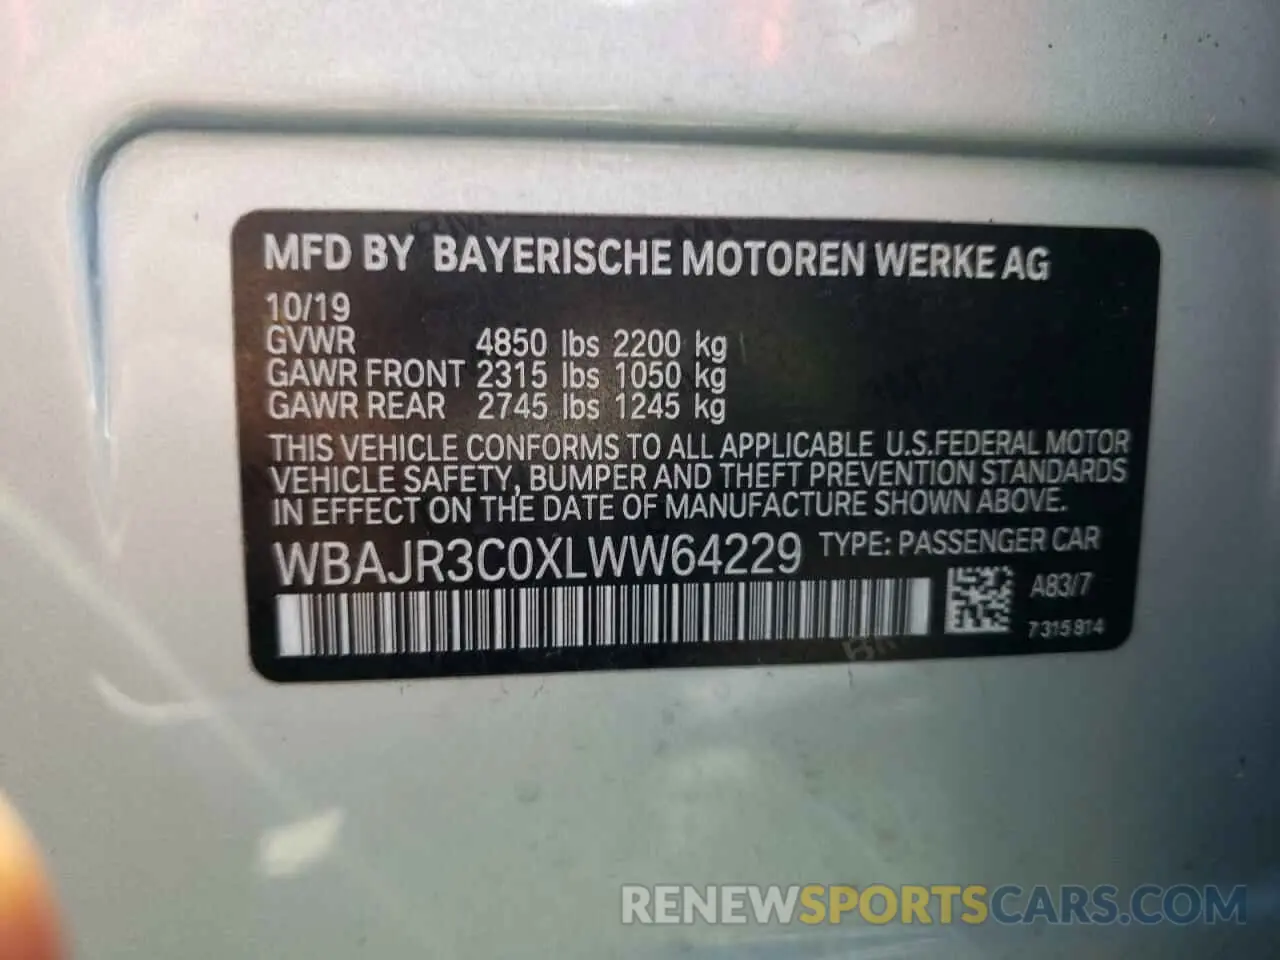 MFD BY BAYERISCHE MOTOREN WERKE AG
10/19
GVWR 4850 lbs 2200 kg
GAWR FRONT 2315 lbs 1050 kg
GAWR REAR 2745 lbs 1245 kg
THIS VEHICLE CONFORMS TO ALL APPLICABLE U.S.FEDERAL MOTOR
VEHICLE SAFETY, BUMPER AND THEFT PREVENTION STANDARDS
IN EFFECT ON THE DATE OF MANUFACTURE SHOWN ABOVE.
WBAJR3C0XLWW64229 TYPE: PASSENGER CAR
A83/7
7315814
RENEWSPORTSCARS.COM